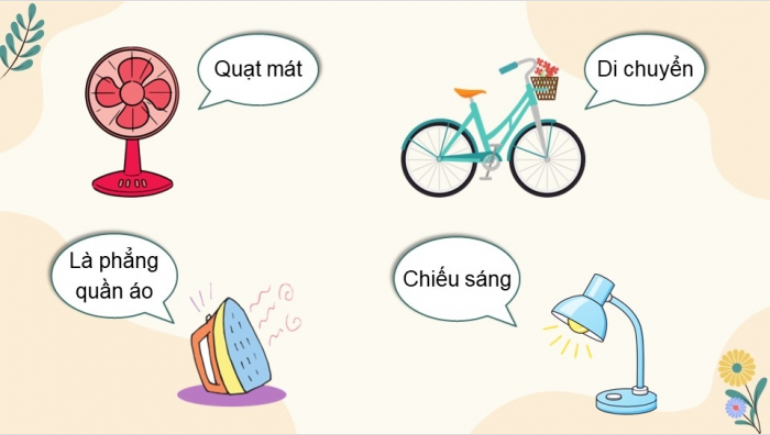 Quạt mát
Di chuyển
Là phẳng
quần áo
Chiếu sáng